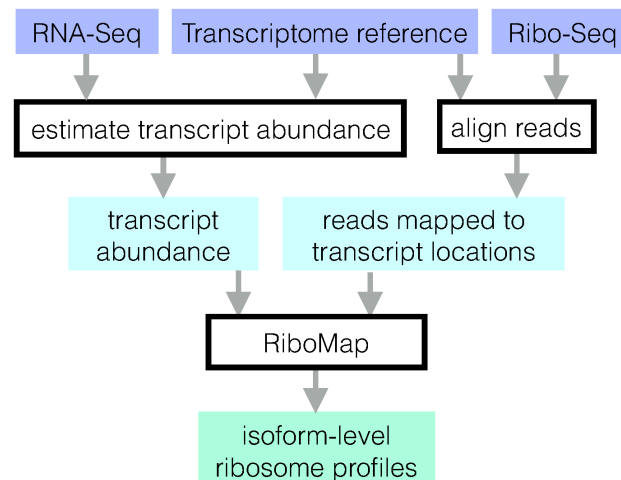 RNA-Seq
Transcriptome reference
Ribo-Seq
estimate transcript abundance
align reads
transcript
abundance
reads mapped to
transcript locations
RiboMap
isoform-level
ribosome profiles